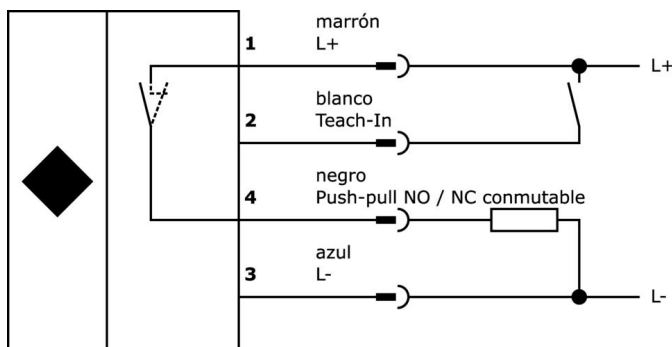 marrón
1 L+
L+
blanco
2 Teach-In
negro
4 Push-pull NO / NC conmutable
azul
3 L-
L-